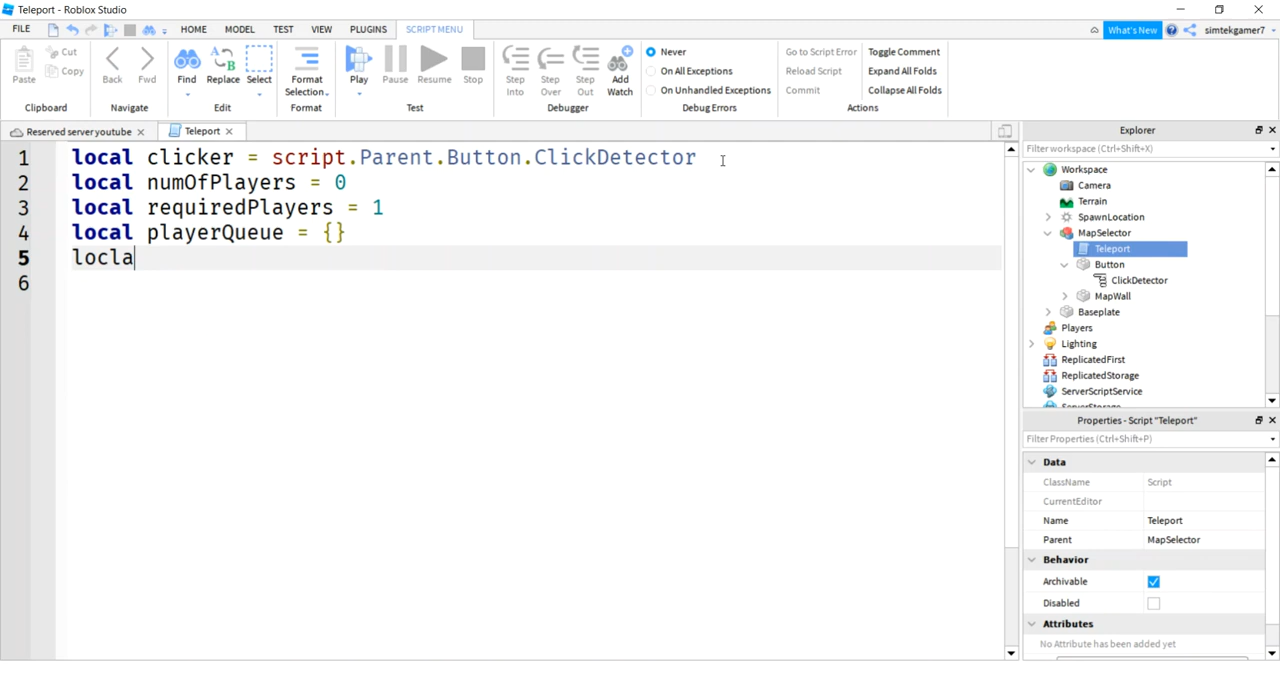 Teleport - Roblox Studio
FILE HOME MODEL TEST VIEW PLUGINS SCRIPT MENU What's New simtekgamer7
Paste Cut Copy Back Fwd Find Replace Select Format Selection Play Pause Resume Stop Step Into Step Over Step Out Add Watch Never On All Exceptions On Unhandled Exceptions Go to Script Error Reload Script Commit Toggle Comment Expand All Folds Collapse All Folds
Clipboard Navigate Edit Format Test Debugger Debug Errors Actions
Reserved server youtube Teleport
1 local clicker = script.Parent.Button.ClickDetector
2 local numOfPlayers = 0
3 local requiredPlayers = 1
4 local playerQueue = {}
5 locla
6
Explorer
Filter workspace (Ctrl+Shift+X)
Workspace
Camera
Terrain
SpawnLocation
MapSelector
Teleport
Button
ClickDetector
MapWall
Baseplate
Players
Lighting
ReplicatedFirst
ReplicatedStorage
ServerScriptService
ServerStorage
Properties - Script "Teleport"
Filter Properties (Ctrl+Shift+P)
Data
ClassName Script
CurrentEditor
Name Teleport
Parent MapSelector
Behavior
Archivable
Disabled
Attributes
No Attribute has been added yet